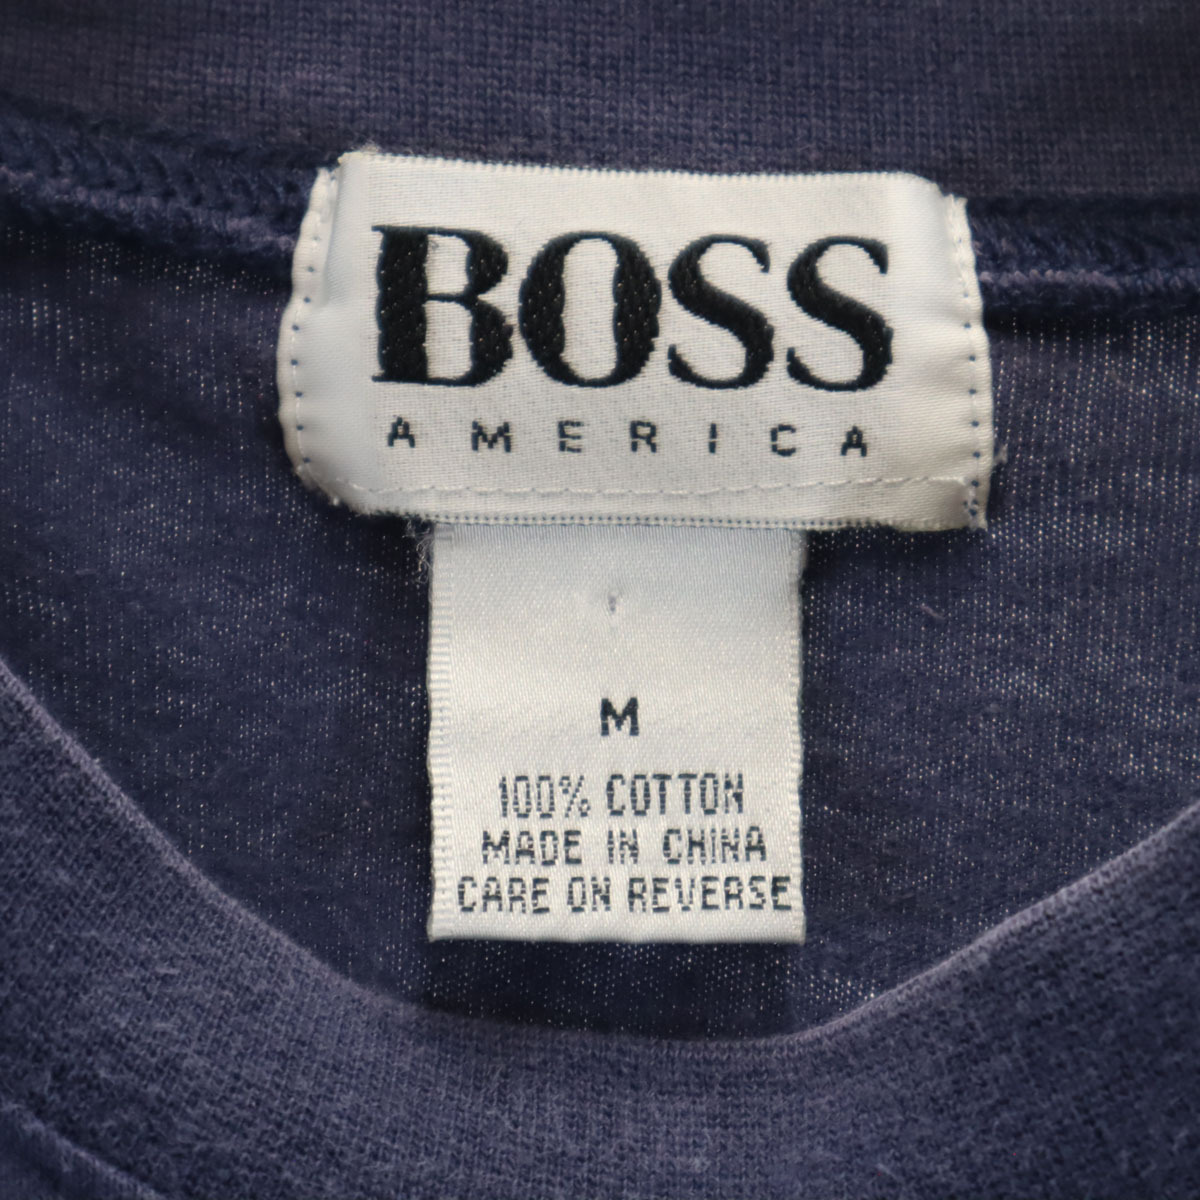 BOSS
AMERICA
M
100% COTTON
MADE IN CHINA
CARE ON REVERSE